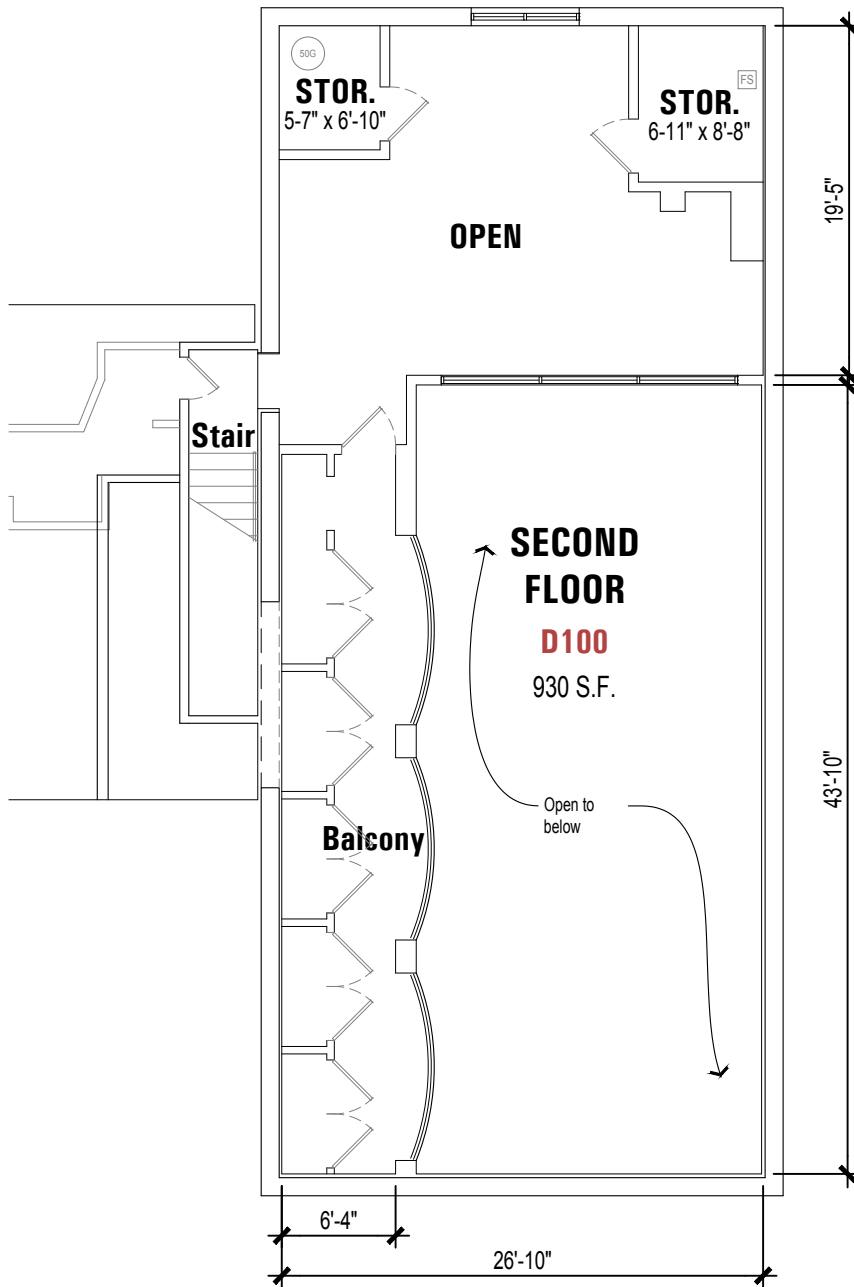 50G
STOR.
5-7" x 6'-10"
FS
STOR.
6-11" x 8'-8"
19'-5"
OPEN
Stair
SECOND
FLOOR
D100
930 S.F.
43'-10"
Open to
below
Balcony
6'-4"
26'-10"